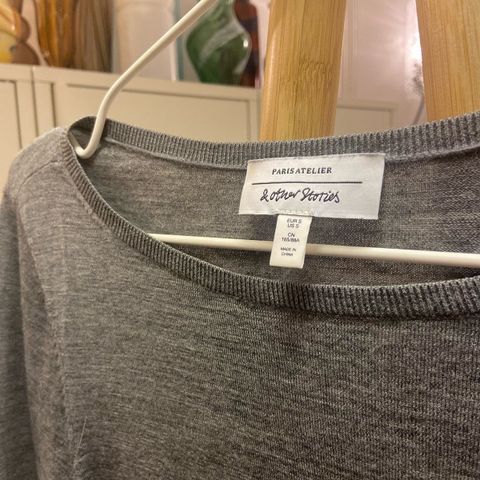 PARIS ATELIER
& Other Stories
EUR S
US S
CN
165/88A
MADE IN
CHINA